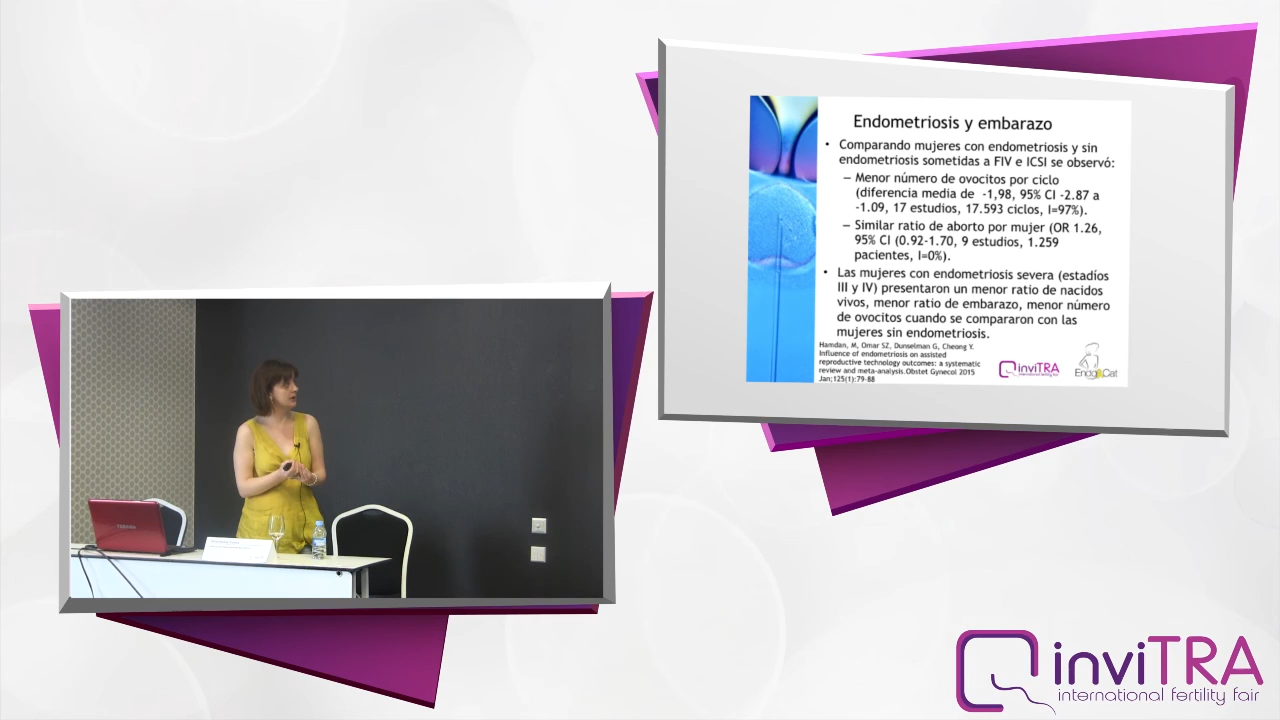 Endometriosis y embarazo
• Comparando mujeres con endometriosis y sin
endometriosis sometidas a FIV e ICSI se observó:
– Menor número de ovocitos por ciclo
(diferencia media de -1,98, 95% CI -2.87 a
-1.09, 17 estudios, 17.593 ciclos, I=97%).
– Similar ratio de aborto por mujer (OR 1.26,
95% CI (0.92-1.70, 9 estudios, 1.259
pacientes, I=0%).
• Las mujeres con endometriosis severa (estadíos
III y IV) presentaron un menor ratio de nacidos
vivos, menor ratio de embarazo, menor número
de ovocitos cuando se compararon con las
mujeres sin endometriosis.
Hamdan, M, Omar SZ, Dunselman G, Cheong Y.
Influence of endometriosis on assisted
reproductive technology outcomes: a systematic
review and meta-analysis.Obstet Gynecol 2015
Jan;125(1):79-88
inviTRA
international fertility fair
Endo&Cat
TOSHIBA
inviTRA
international fertility fair